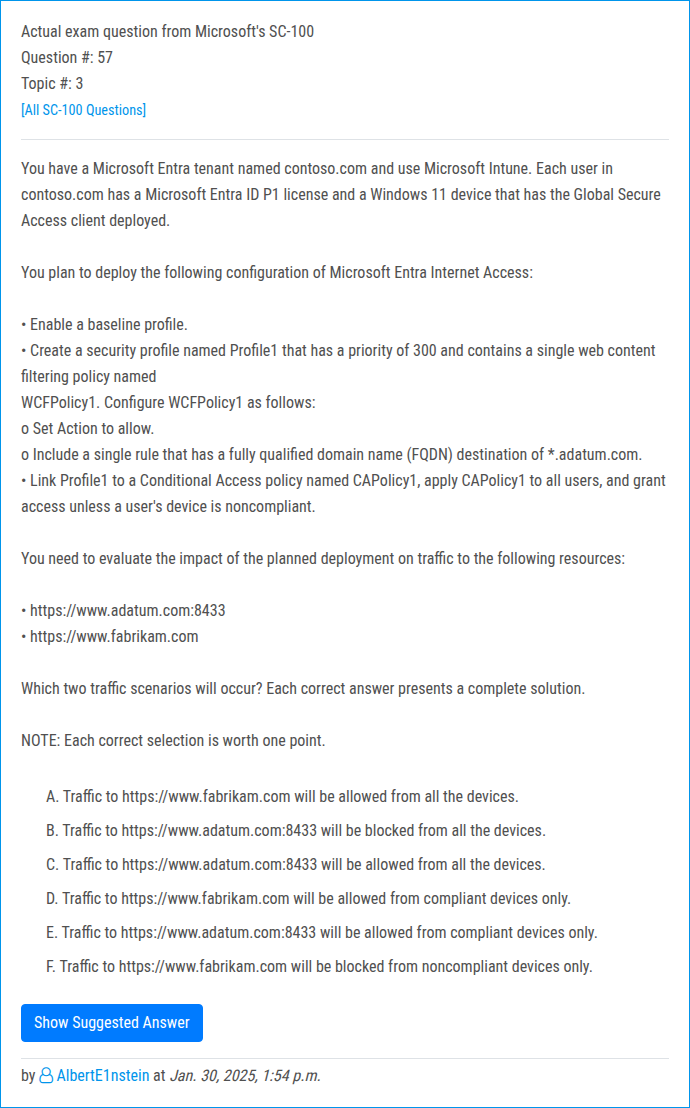 Actual exam question from Microsoft's SC-100
Question #: 57
Topic #: 3
[All SC-100 Questions]
You have a Microsoft Entra tenant named contoso.com and use Microsoft Intune. Each user in
contoso.com has a Microsoft Entra ID P1 license and a Windows 11 device that has the Global Secure
Access client deployed.
You plan to deploy the following configuration of Microsoft Entra Internet Access:
• Enable a baseline profile.
• Create a security profile named Profile1 that has a priority of 300 and contains a single web content
filtering policy named
WCFPolicy1. Configure WCFPolicy1 as follows:
o Set Action to allow.
o Include a single rule that has a fully qualified domain name (FQDN) destination of *.adatum.com.
• Link Profile1 to a Conditional Access policy named CAPolicy1, apply CAPolicy1 to all users, and grant
access unless a user's device is noncompliant.
You need to evaluate the impact of the planned deployment on traffic to the following resources:
• https://www.adatum.com:8433
• https://www.fabrikam.com
Which two traffic scenarios will occur? Each correct answer presents a complete solution.
NOTE: Each correct selection is worth one point.
A. Traffic to https://www.fabrikam.com will be allowed from all the devices.
B. Traffic to https://www.adatum.com:8433 will be blocked from all the devices.
C. Traffic to https://www.adatum.com:8433 will be allowed from all the devices.
D. Traffic to https://www.fabrikam.com will be allowed from compliant devices only.
E. Traffic to https://www.adatum.com:8433 will be allowed from compliant devices only.
F. Traffic to https://www.fabrikam.com will be blocked from noncompliant devices only.
Show Suggested Answer
by AlbertE1nstein at Jan. 30, 2025, 1:54 p.m.